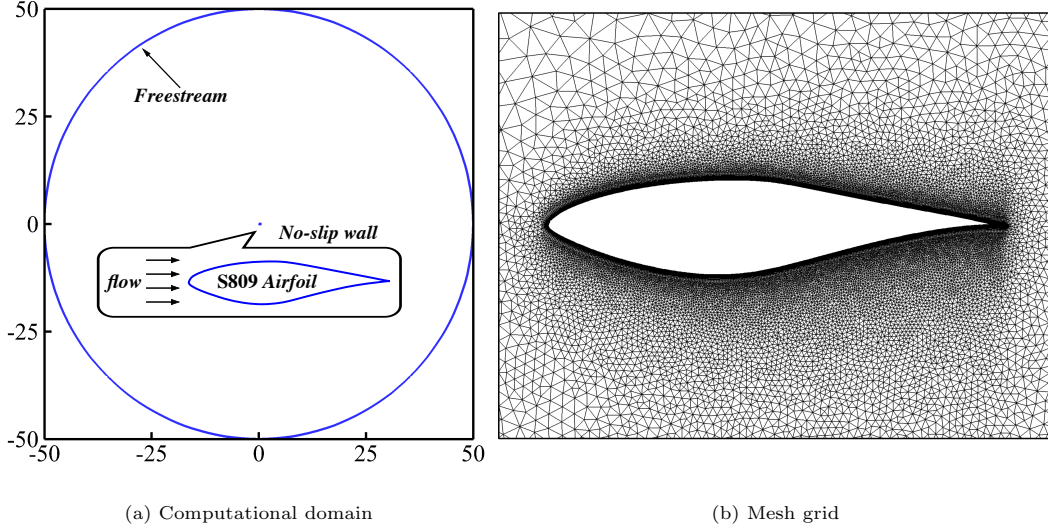 50
Freestream
25
0
No-slip wall
flow
S809 Airfoil
-25
-50
-50 -25 0 25 50
(a) Computational domain
(b) Mesh grid